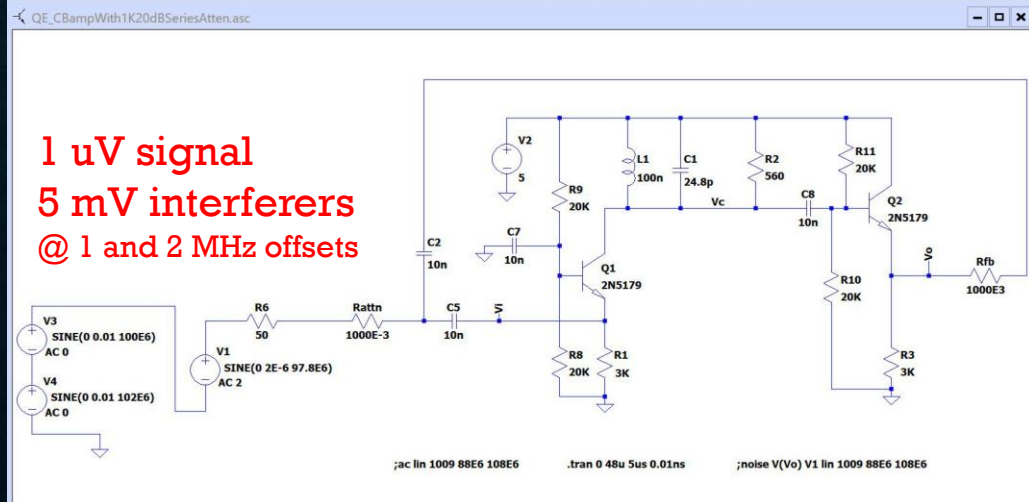 QE_CBampWith1K20dBSeriesAtten.asc
1 uV signal
5 mV interferers
@ 1 and 2 MHz offsets
V2
5
R9
20K
L1
100n
C1
24.8p
R2
560
R11
20K
C8
10n
Vc
Q2
2N5179
C2
10n
C7
10n
Q1
2N5179
R10
20K
Vo
Rfb
1000E3
V3
SINE(0 0.01 100E6)
AC 0
V4
SINE(0 0.01 102E6)
AC 0
V1
SINE(0 2E-6 97.8E6)
AC 2
R6
50
Rattn
1000E-3
C5
10n
Vi
R8
20K
R1
3K
R3
3K
;ac lin 1009 88E6 108E6
.tran 0 48u 5us 0.01ns
;noise V(Vo) V1 lin 1009 88E6 108E6